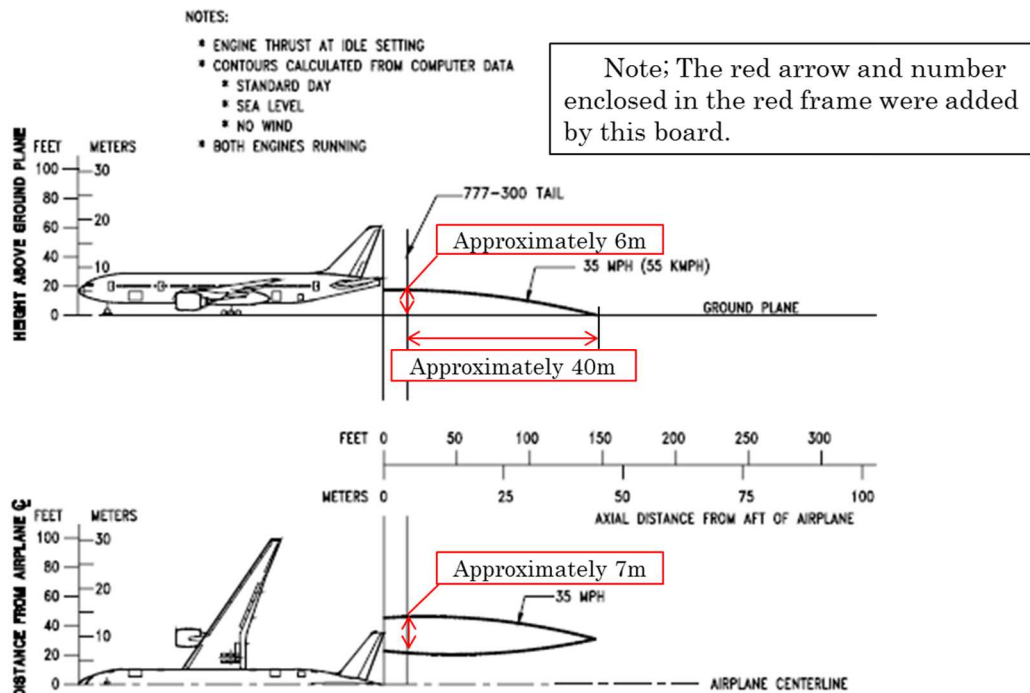 NOTES:
* ENGINE THRUST AT IDLE SETTING
* CONTOURS CALCULATED FROM COMPUTER DATA
* STANDARD DAY
* SEA LEVEL
* NO WIND
* BOTH ENGINES RUNNING
Note; The red arrow and number
enclosed in the red frame were added
by this board.
HEIGHT ABOVE GROUND PLANE
FEET METERS
100 30
80
60 20
40 10
20
0 0
777-300 TAIL
Approximately 6m
35 MPH (55 KMPH)
GROUND PLANE
Approximately 40m
FEET 0 50 100 150 200 250 300
METERS 0 25 50 75 100
AXIAL DISTANCE FROM AFT OF AIRPLANE
DISTANCE FROM AIRPLANE ℄
FEET METERS
100 30
80
60 20
40 10
20
0 0
Approximately 7m
35 MPH
AIRPLANE CENTERLINE